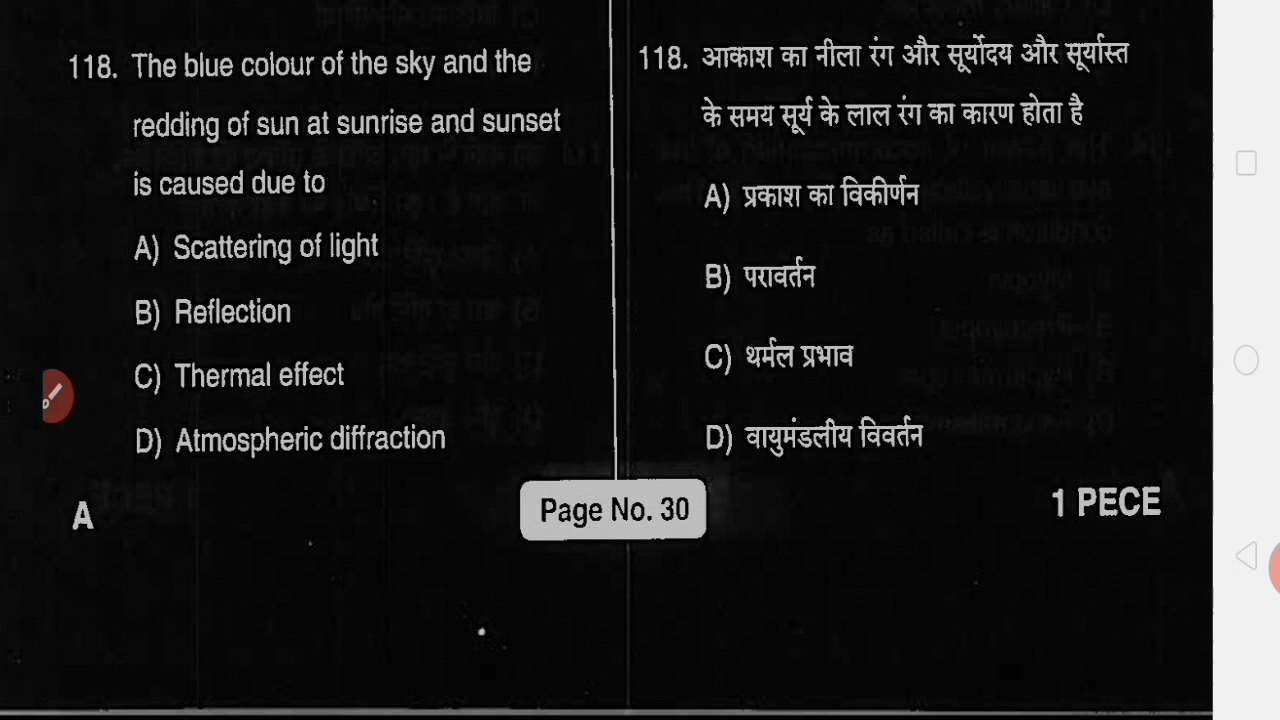 118. The blue colour of the sky and the
redding of sun at sunrise and sunset
is caused due to
A) Scattering of light
B) Reflection
C) Thermal effect
D) Atmospheric diffraction
118. आकाश का नीला रंग और सूर्योदय और सूर्यास्त
के समय सूर्य के लाल रंग का कारण होता है
A) प्रकाश का विकीर्णन
B) परावर्तन
C) थर्मल प्रभाव
D) वायुमंडलीय विवर्तन
A
Page No. 30
1 PECE